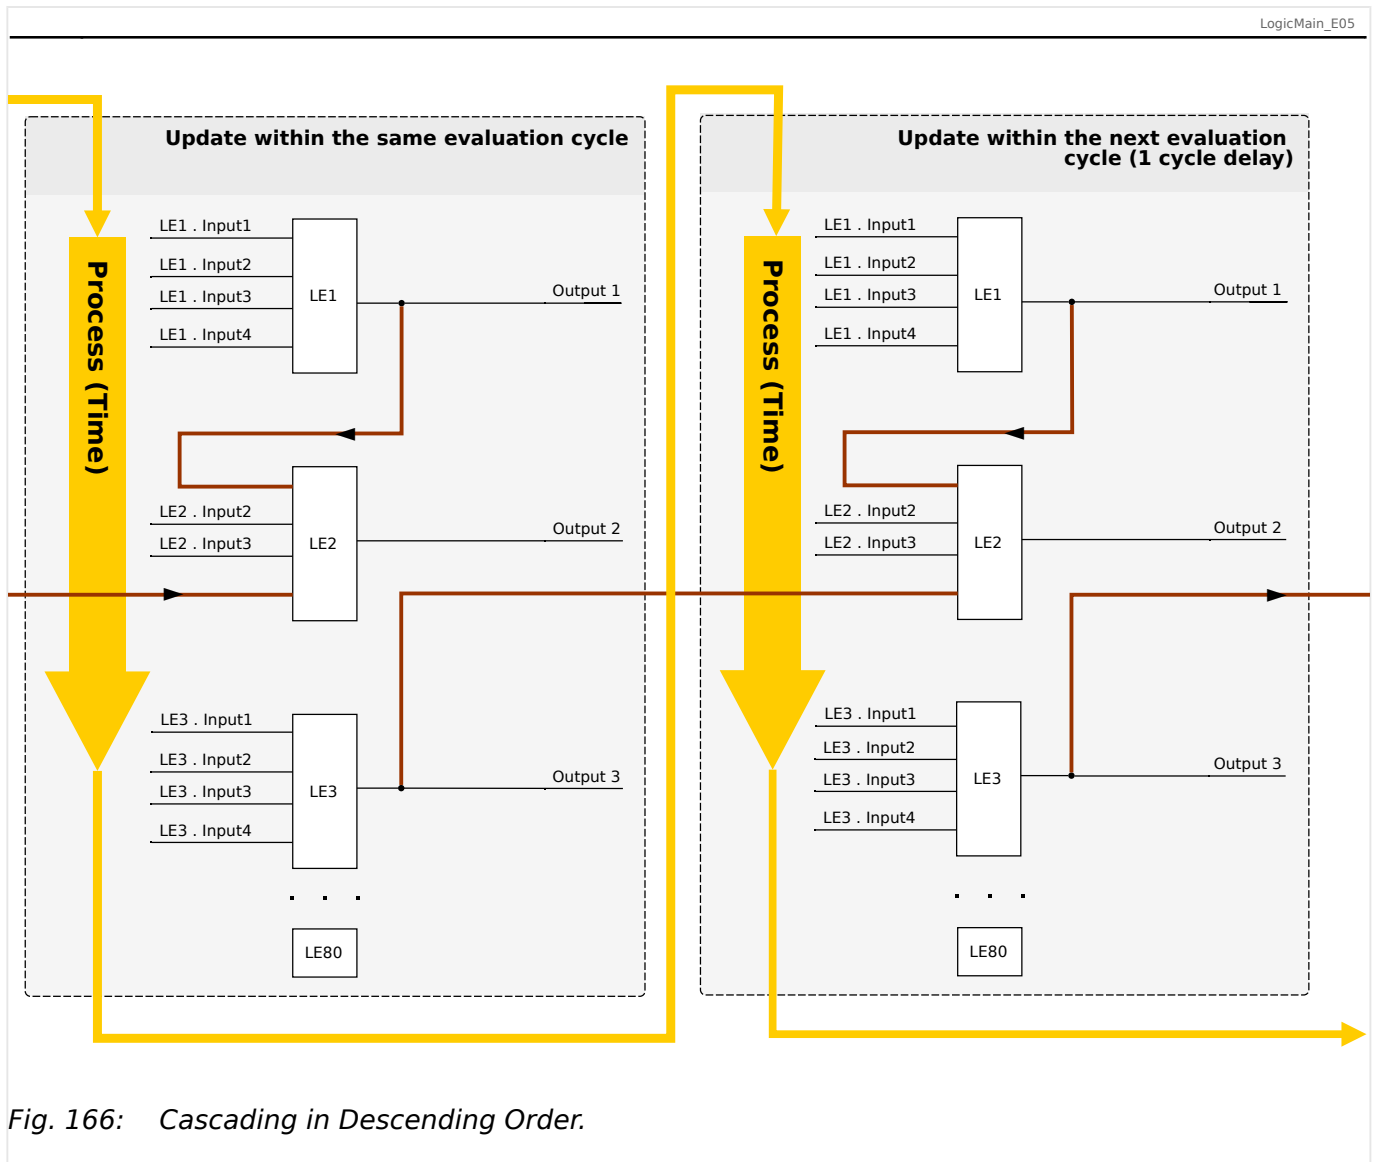 LogicMain_E05
Update within the same evaluation cycle
Process (Time)
LE1 . Input1
LE1 . Input2
LE1 . Input3
LE1 . Input4
LE1
Output 1
LE2 . Input2
LE2 . Input3
LE2
Output 2
LE3 . Input1
LE3 . Input2
LE3 . Input3
LE3 . Input4
LE3
Output 3
. . .
LE80
Update within the next evaluation
cycle (1 cycle delay)
Process (Time)
LE1 . Input1
LE1 . Input2
LE1 . Input3
LE1 . Input4
LE1
Output 1
LE2 . Input2
LE2 . Input3
LE2
Output 2
LE3 . Input1
LE3 . Input2
LE3 . Input3
LE3 . Input4
LE3
Output 3
. . .
LE80
Fig. 166: Cascading in Descending Order.